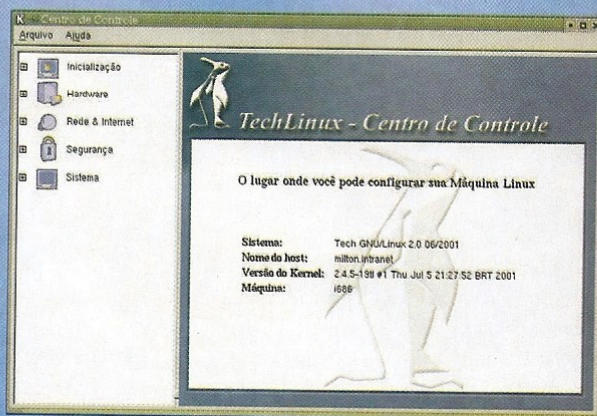 Centro de Controle
Arquivo Ajuda
Inicialização
Hardware
Rede & Internet
Segurança
Sistema
TechLinux - Centro de Controle
O lugar onde você pode configurar sua Máquina Linux
Sistema: Tech GNU/Linux 2.0 06/2001
Nome do host: milton.intranet
Versão do Kernel: 2.4.5-19tl #1 Thu Jul 5 21:27:52 BRT 2001
Máquina: i686